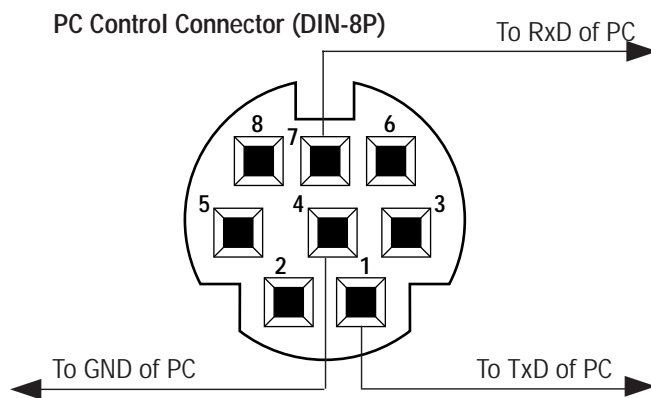 PC Control Connector (DIN-8P)
To RxD of PC
8 7 6
5 4 3
2 1
To GND of PC
To TxD of PC